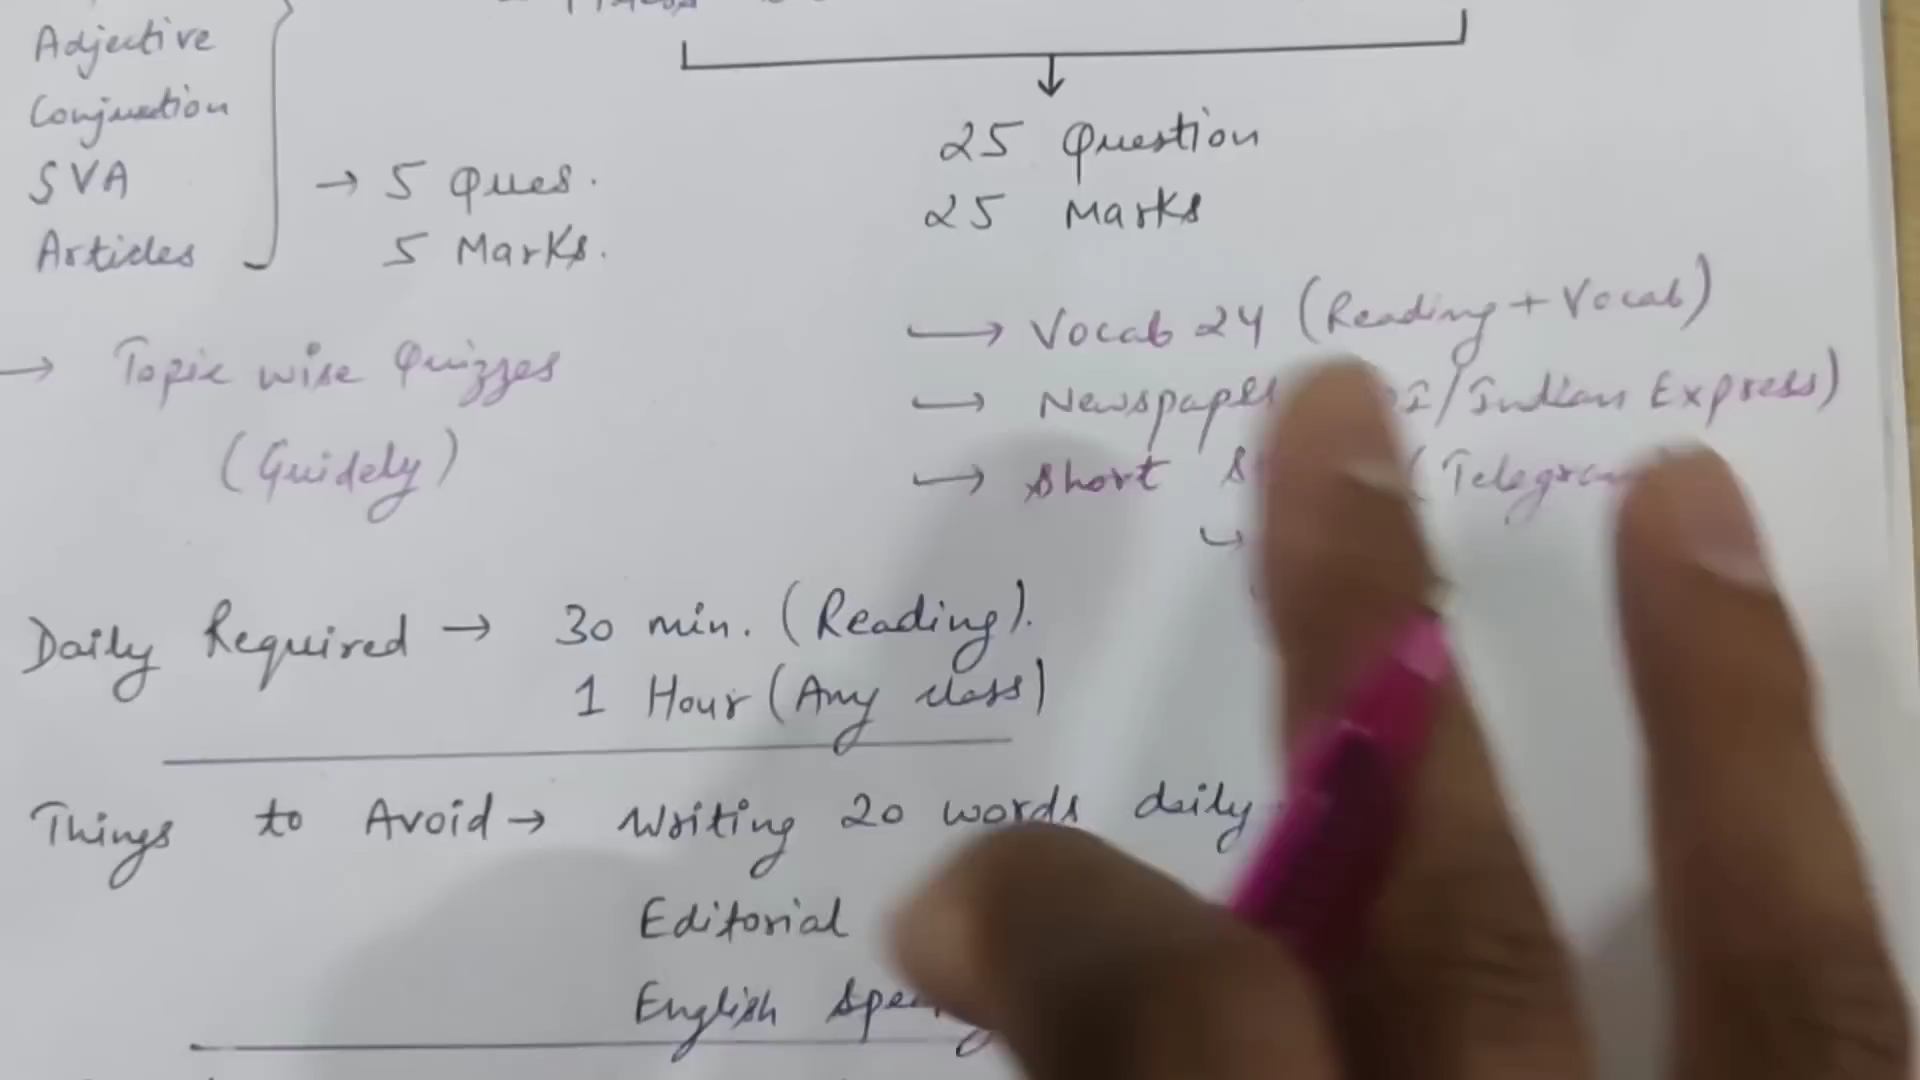 Adjective
Conjunction
SVA
Articles
→ 5 Ques.
5 Marks.
→ Topic wise Quizzes
(Guidely)
25 Question
25 Marks
→ Vocab 24 (Reading + Vocab)
→ Newspaper /Indian Express)
→ Short (Telegram
Daily Required → 30 min. (Reading).
1 Hour (Any class)
Things to Avoid → Writing 20 words daily
Editorial
English